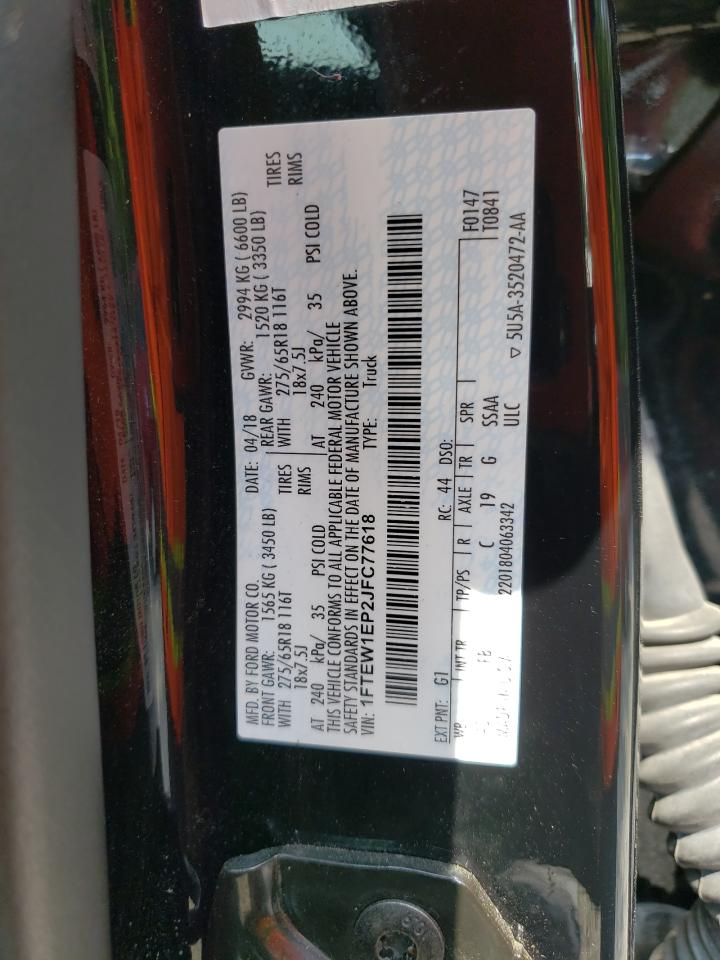 MFD. BY FORD MOTOR CO. DATE: 04/18 GVWR: 2994 KG ( 6600 LB)
FRONT GAWR: 1565 KG ( 3450 LB) REAR GAWR: 1520 KG ( 3350 LB)
WITH 275/65R18 116T TIRES WITH 275/65R18 116T TIRES
18x7.5J RIMS 18x7.5J RIMS
AT 240 kPa/ 35 PSI COLD AT 240 kPa/ 35 PSI COLD
THIS VEHICLE CONFORMS TO ALL APPLICABLE FEDERAL MOTOR VEHICLE
SAFETY STANDARDS IN EFFECT ON THE DATE OF MANUFACTURE SHOWN ABOVE.
VIN: 1FTEW1EP2JFC77618 TYPE: Truck
EXT PNT: G1 RC: 44 DSO:
WB INT TR TP/PS R AXLE TR SPR F0147
FB C 19 G SSAA T0841
ULC
2201804063342 ▽ 5U5A-3520472-AA